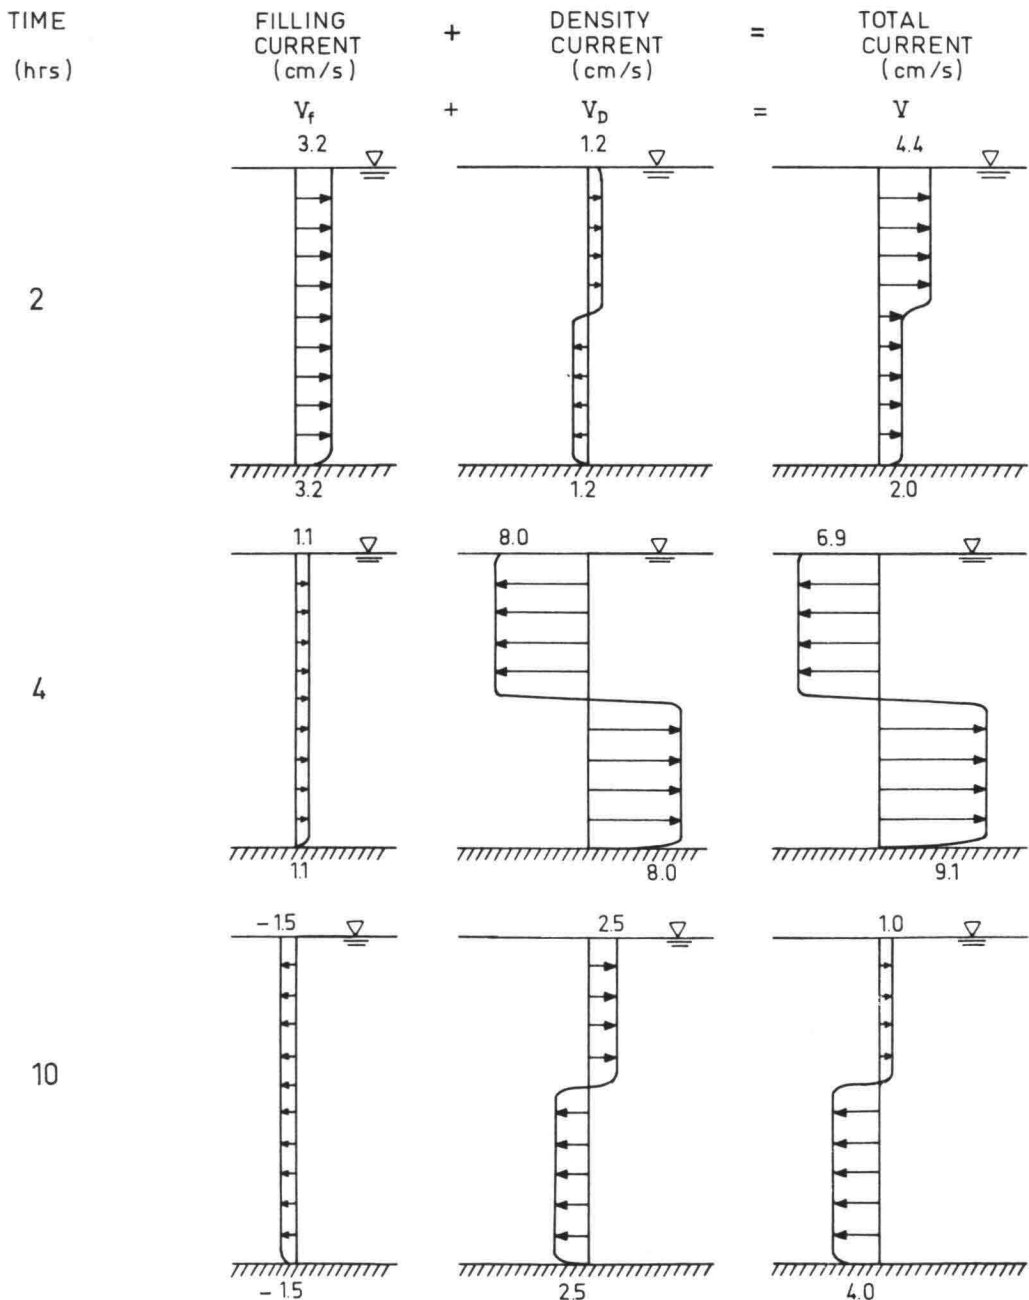 TIME FILLING + DENSITY = TOTAL
CURRENT CURRENT CURRENT
(hrs) (cm/s) (cm/s) (cm/s)
Vf + VD = V
3.2 1.2 4.4
2
3.2 1.2 2.0
1.1 8.0 6.9
4
1.1 8.0 9.1
-1.5 2.5 1.0
10
-1.5 2.5 4.0